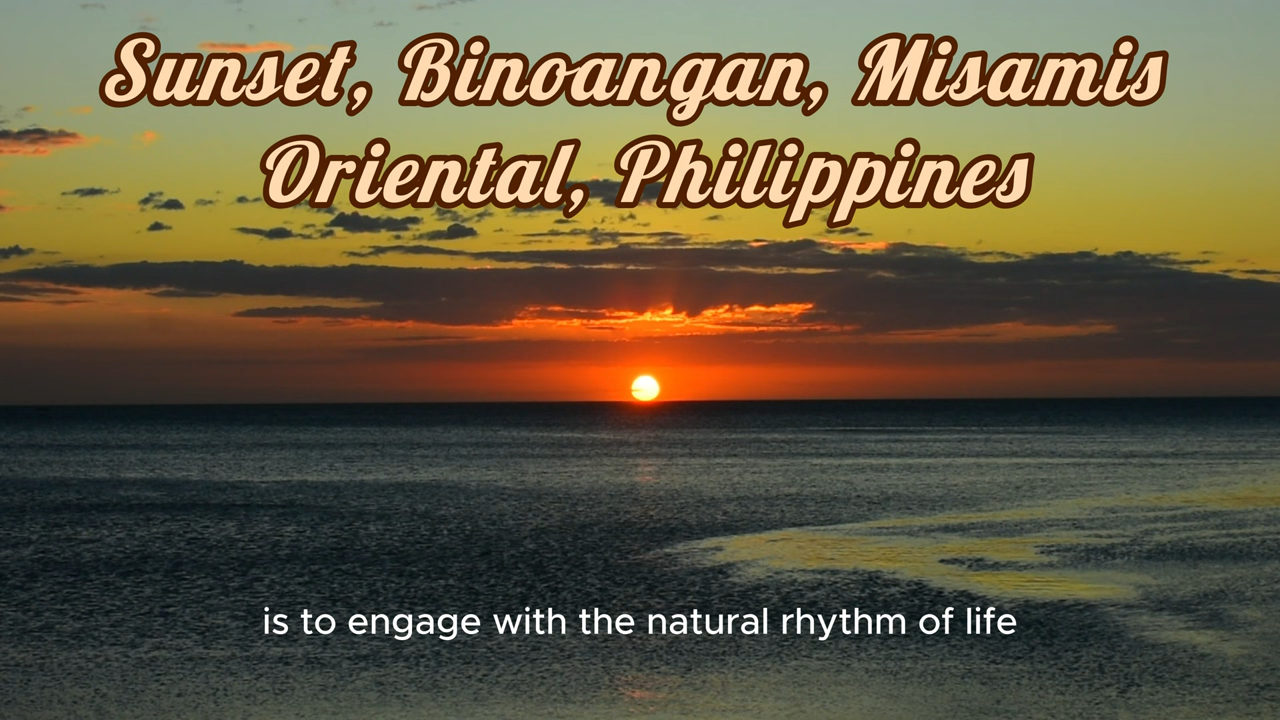 Sunset, Binoangan, Misamis
Oriental, Philippines
is to engage with the natural rhythm of life